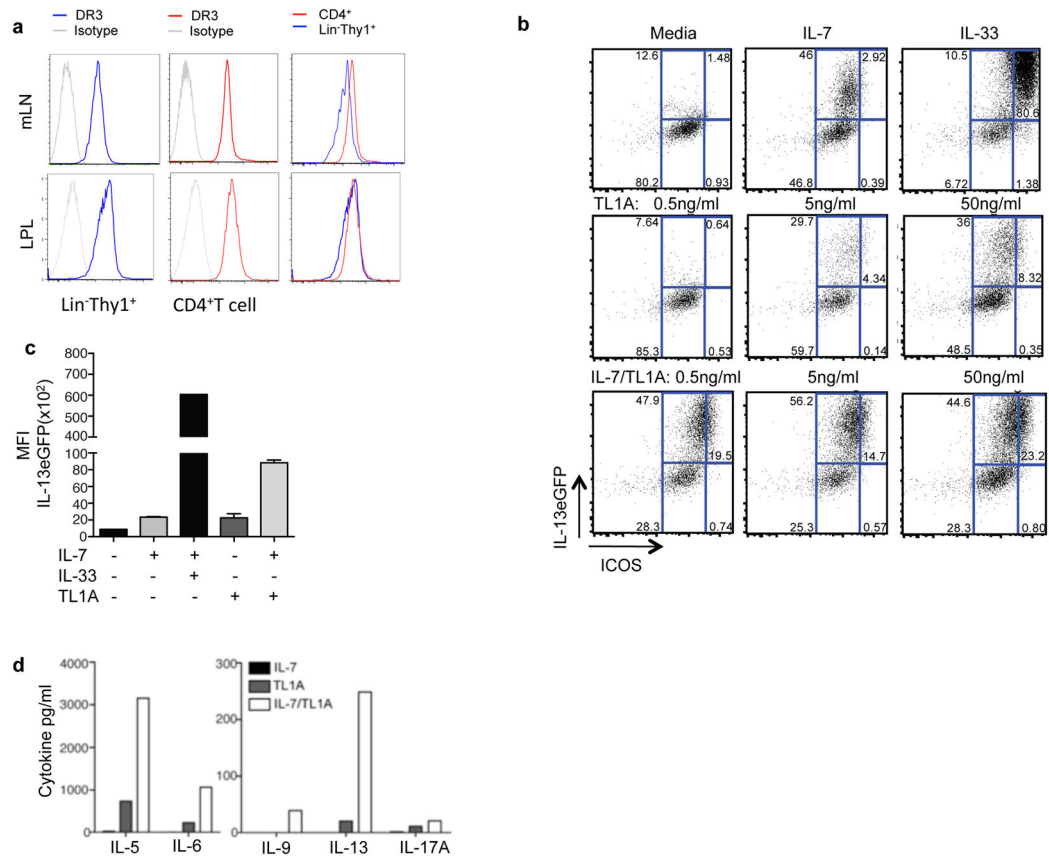 a
DR3
Isotype
DR3
Isotype
CD4⁺
Lin⁻Thy1⁺
mLN
LPL
Lin⁻Thy1⁺
CD4⁺T cell
b
Media
IL-7
IL-33
12.6 1.48
80.2 0.93
46 2.92
46.8 0.39
10.5 80.6
6.72 1.38
TL1A: 0.5ng/ml
5ng/ml
50ng/ml
7.64 0.64
85.3 0.53
29.7 4.34
59.7 0.14
36 8.32
48.5 0.35
IL-7/TL1A: 0.5ng/ml
5ng/ml
50ng/ml
47.9 19.5
28.3 0.74
56.2 14.7
25.3 0.57
44.6 23.2
28.3 0.80
IL-13eGFP
ICOS
c
MFI
IL-13eGFP(x10²)
800
700
600
500
400
100
80
60
40
20
0
- + + - + IL-7
- - + - - IL-33
- - - + + TL1A
d
Cytokine pg/ml
4000
3000
2000
1000
0
IL-5 IL-6
300
200
100
0
IL-7
TL1A
IL-7/TL1A
IL-9 IL-13 IL-17A